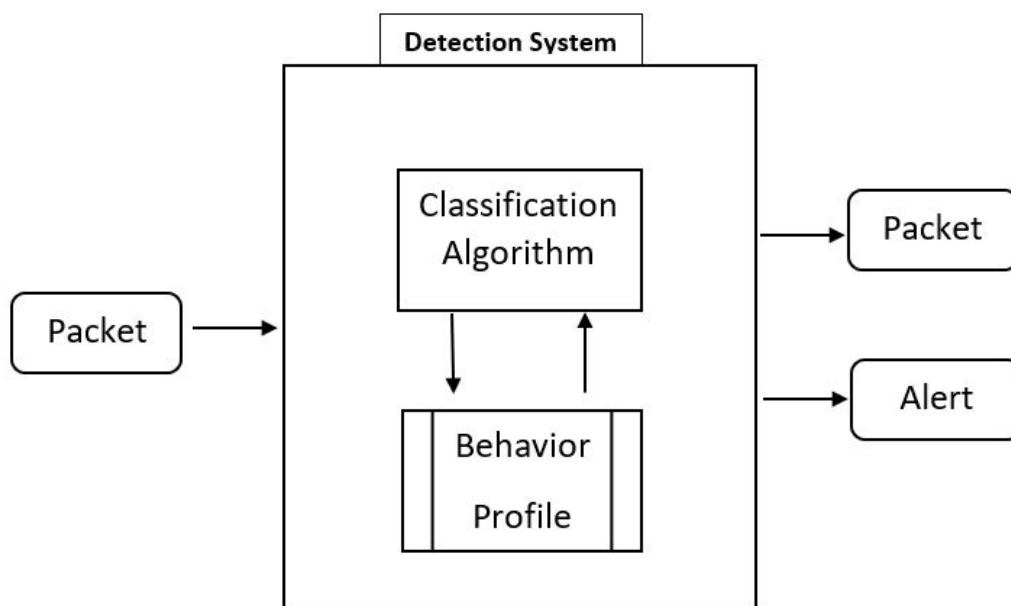 Detection System
Classification
Algorithm
Packet
Packet
Behavior
Profile
Alert